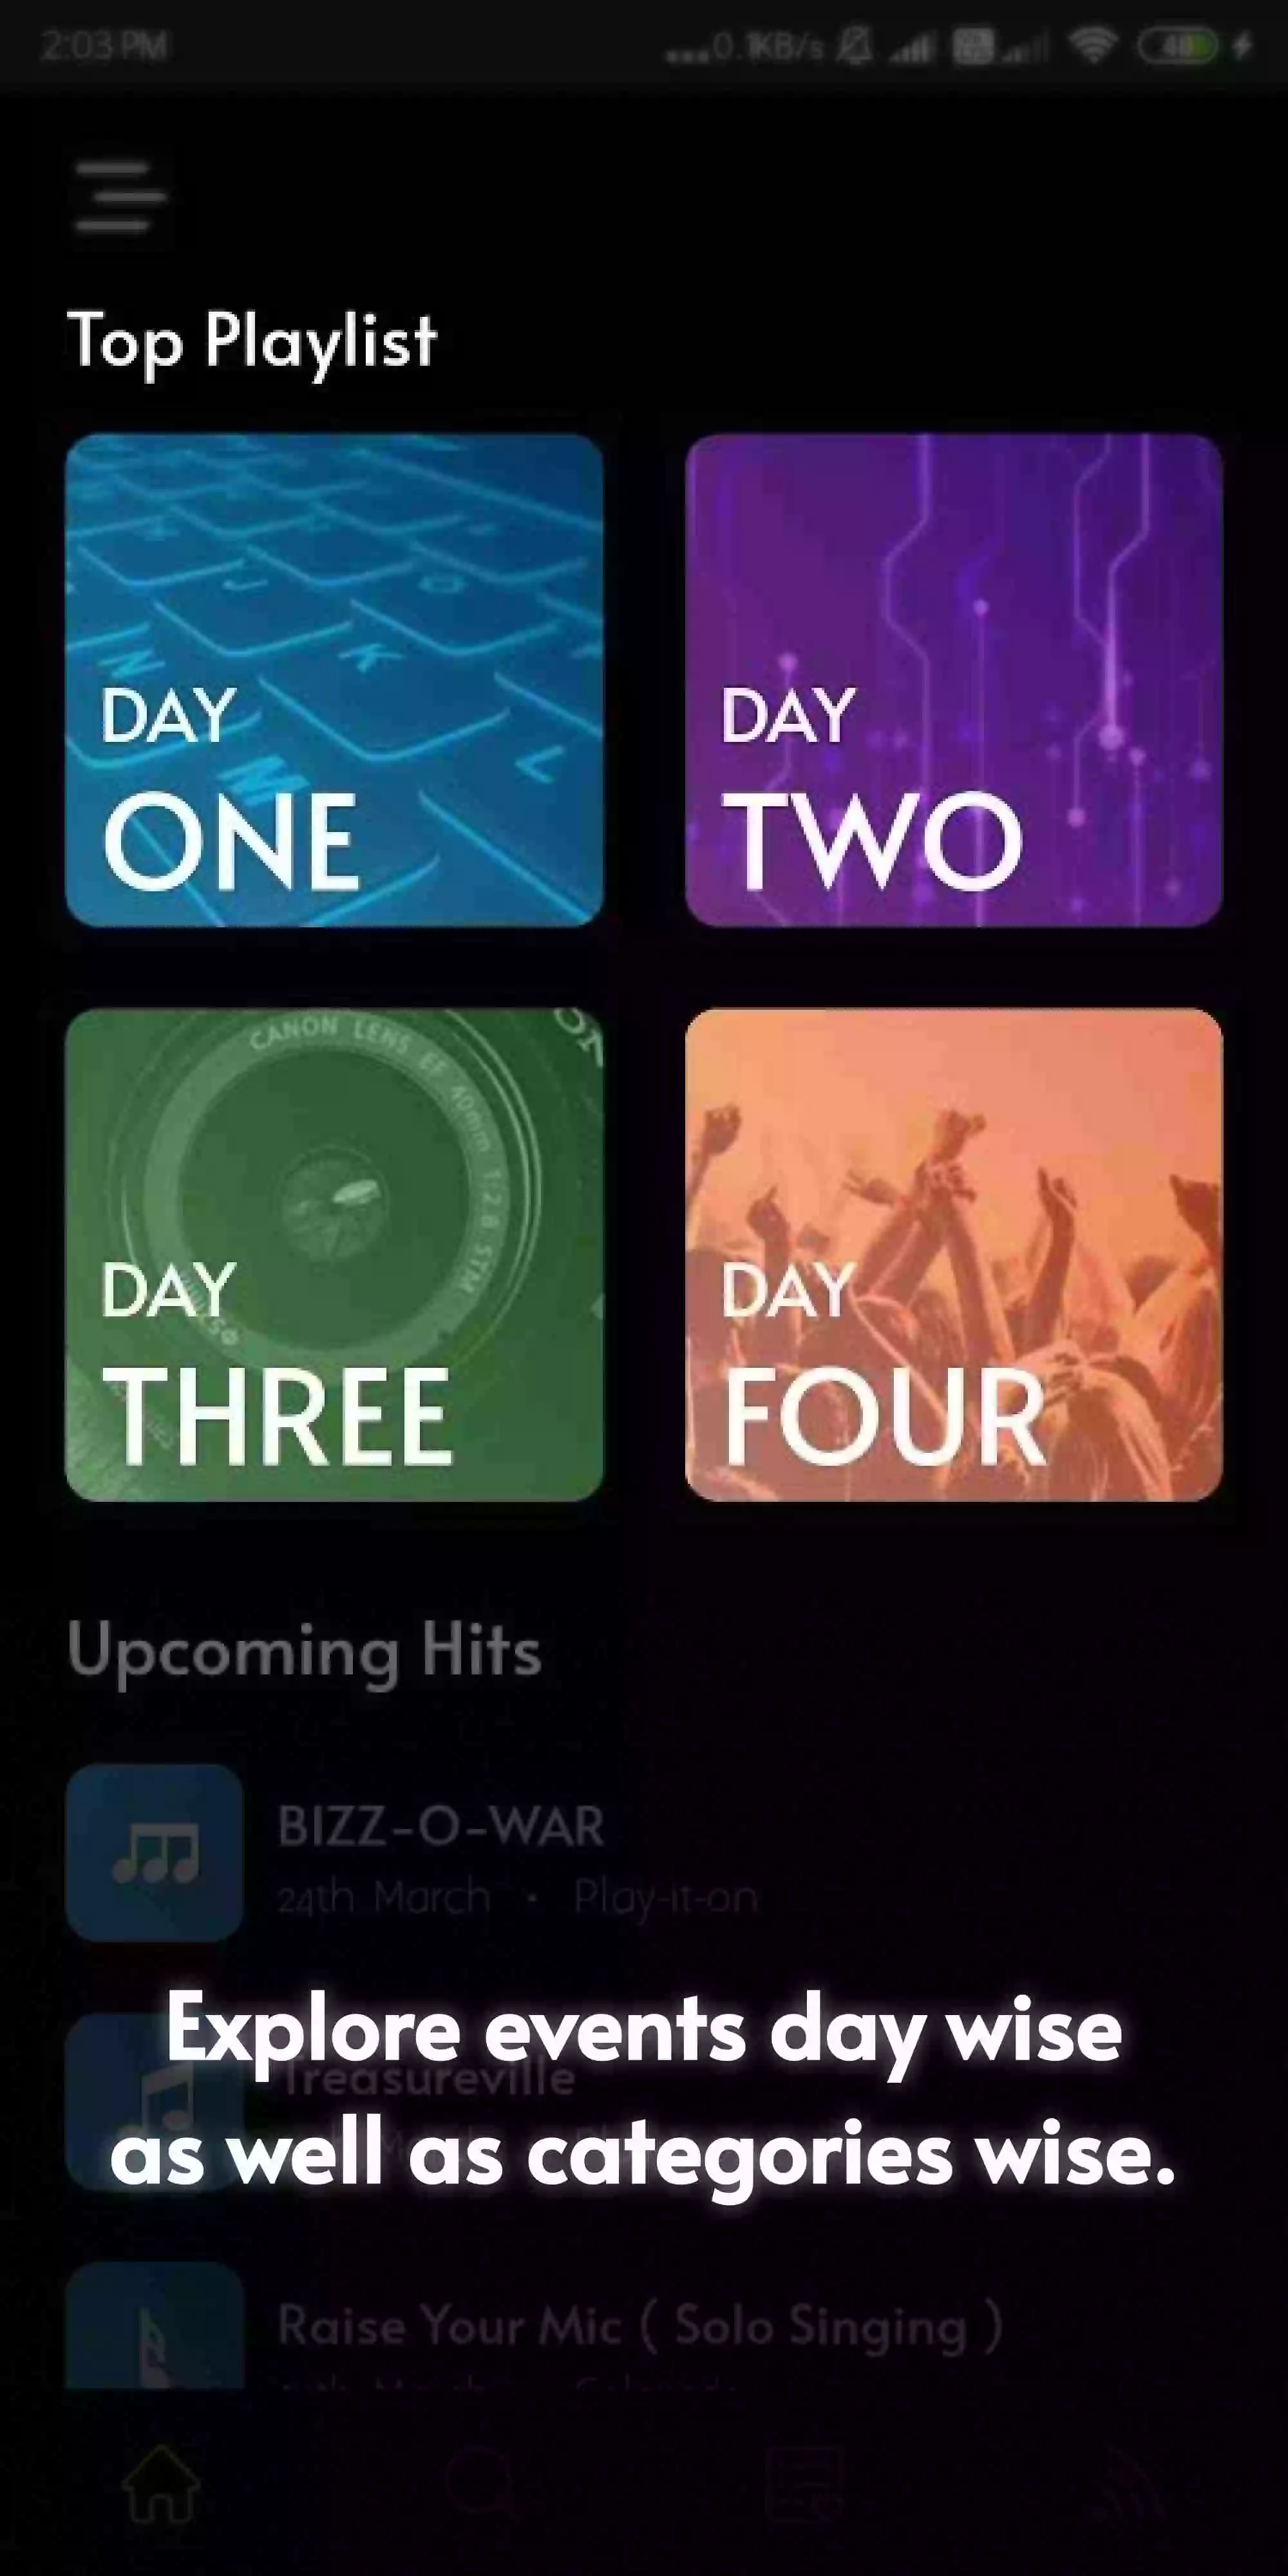 2:03 PM
...0.1KB/s
48
Top Playlist
J
O
N
K
M
L
DAY
ONE
DAY
TWO
CANON LENS EF 40mm 1:2.8 STM
DAY
THREE
DAY
FOUR
Upcoming Hits
BIZZ-O-WAR
24th March • Play-it-on
Explore events day wise
Treasureville
as well as categories wise.
Raise Your Mic ( Solo Singing )